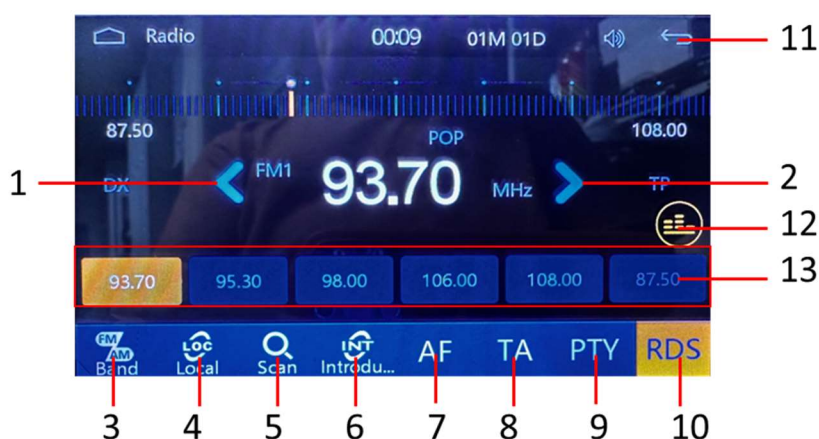 Radio 00:09 01M 01D
11
87.50 108.00
POP
1 DX FM1 93.70 MHz TP 2
12
93.70 95.30 98.00 106.00 108.00 87.50 13
FM AM LOC INT
Band Local Scan Introdu... AF TA PTY RDS
3 4 5 6 7 8 9 10